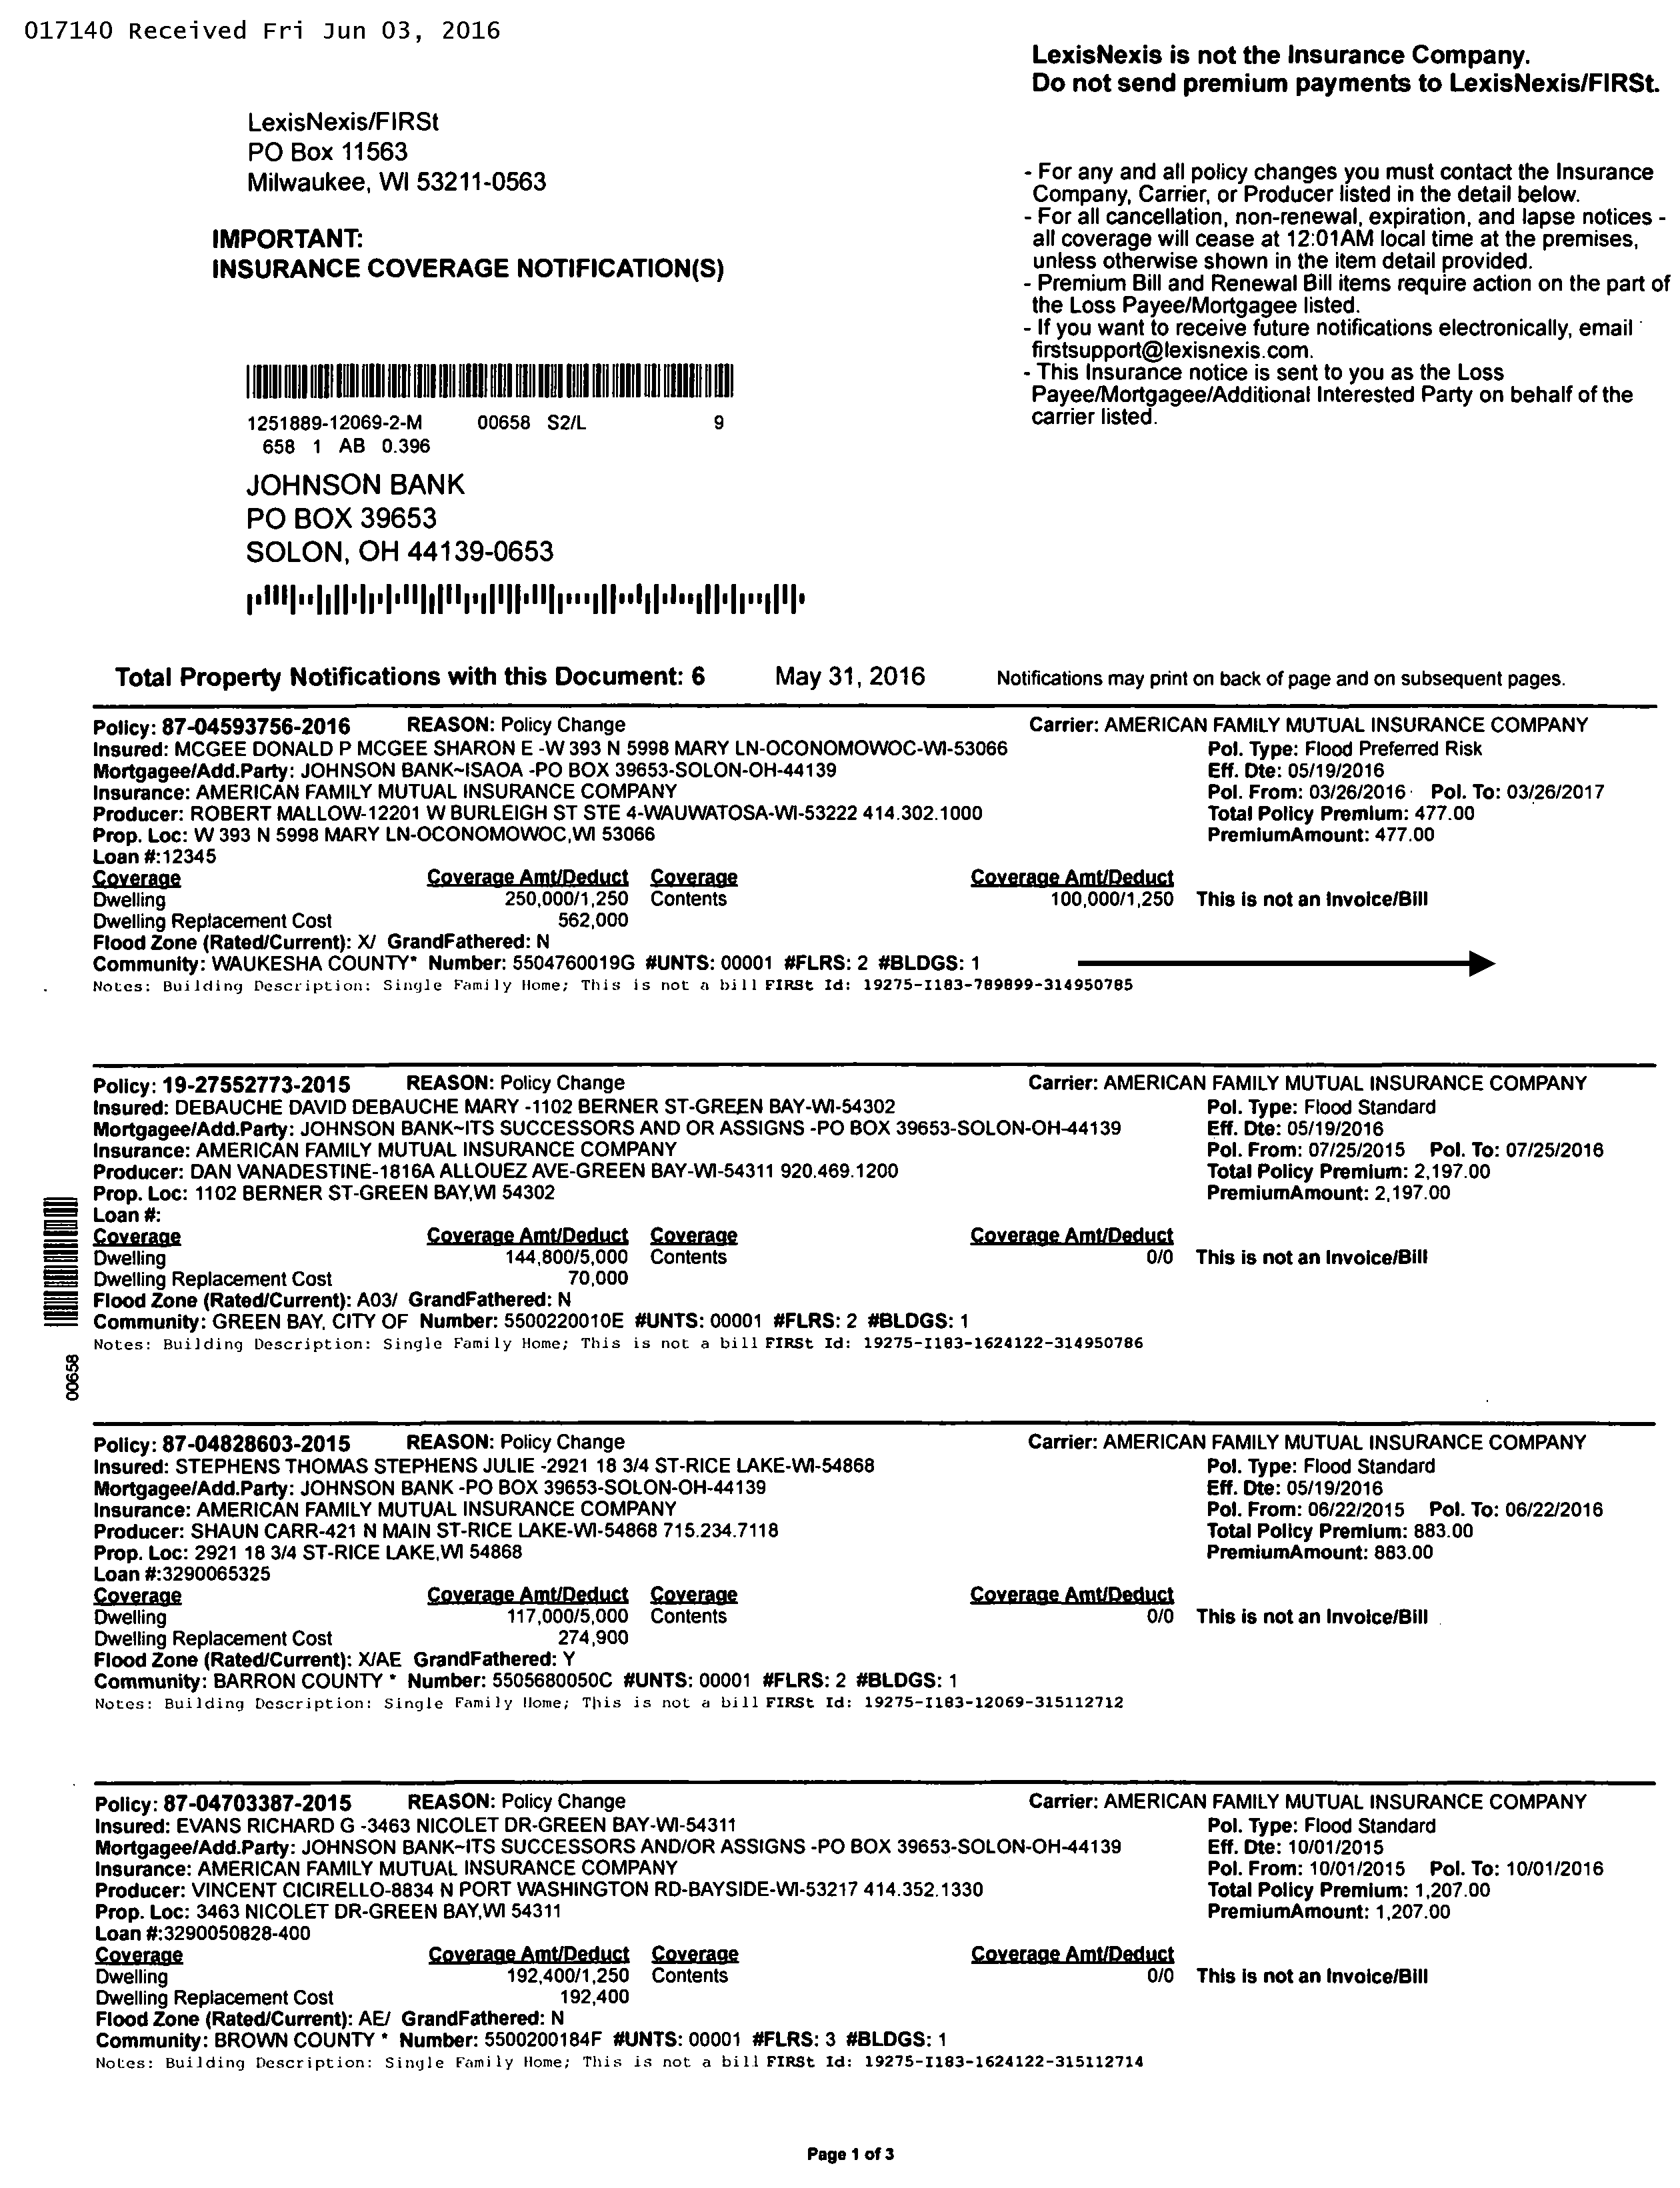 017140 Received Fri Jun 03, 2016
LexisNexis is not the Insurance Company.
Do not send premium payments to LexisNexis/FIRSt.
LexisNexis/FIRSt
PO Box 11563
Milwaukee, WI 53211-0563
IMPORTANT:
INSURANCE COVERAGE NOTIFICATION(S)
- For any and all policy changes you must contact the Insurance
Company, Carrier, or Producer listed in the detail below.
- For all cancellation, non-renewal, expiration, and lapse notices -
all coverage will cease at 12:01AM local time at the premises,
unless otherwise shown in the item detail provided.
- Premium Bill and Renewal Bill items require action on the part of
the Loss Payee/Mortgagee listed.
- If you want to receive future notifications electronically, email
firstsupport@lexisnexis.com.
- This Insurance notice is sent to you as the Loss
Payee/Mortgagee/Additional Interested Party on behalf of the
carrier listed.
1251889-12069-2-M 00658 S2/L 9
658 1 AB 0.396
JOHNSON BANK
PO BOX 39653
SOLON, OH 44139-0653
Total Property Notifications with this Document: 6 May 31, 2016 Notifications may print on back of page and on subsequent pages.
Policy: 87-04593756-2016 REASON: Policy Change Carrier: AMERICAN FAMILY MUTUAL INSURANCE COMPANY
Insured: MCGEE DONALD P MCGEE SHARON E -W 393 N 5998 MARY LN-OCONOMOWOC-WI-53066 Pol. Type: Flood Preferred Risk
Mortgagee/Add.Party: JOHNSON BANK~ISAOA -PO BOX 39653-SOLON-OH-44139 Eff. Dte: 05/19/2016
Insurance: AMERICAN FAMILY MUTUAL INSURANCE COMPANY Pol. From: 03/26/2016 Pol. To: 03/26/2017
Producer: ROBERT MALLOW-12201 W BURLEIGH ST STE 4-WAUWATOSA-WI-53222 414.302.1000 Total Policy Premium: 477.00
Prop. Loc: W 393 N 5998 MARY LN-OCONOMOWOC,WI 53066 PremiumAmount: 477.00
Loan #:12345
Coverage Coverage Amt/Deduct Coverage Coverage Amt/Deduct
Dwelling 250,000/1,250 Contents 100,000/1,250 This is not an Invoice/Bill
Dwelling Replacement Cost 562,000
Flood Zone (Rated/Current): X/ GrandFathered: N
Community: WAUKESHA COUNTY* Number: 5504760019G #UNTS: 00001 #FLRS: 2 #BLDGS: 1
Notes: Building Description: Single Family Home; This is not a bill FIRSt Id: 19275-I183-789899-314950785
Policy: 19-27552773-2015 REASON: Policy Change Carrier: AMERICAN FAMILY MUTUAL INSURANCE COMPANY
Insured: DEBAUCHE DAVID DEBAUCHE MARY -1102 BERNER ST-GREEN BAY-WI-54302 Pol. Type: Flood Standard
Mortgagee/Add.Party: JOHNSON BANK~ITS SUCCESSORS AND OR ASSIGNS -PO BOX 39653-SOLON-OH-44139 Eff. Dte: 05/19/2016
Insurance: AMERICAN FAMILY MUTUAL INSURANCE COMPANY Pol. From: 07/25/2015 Pol. To: 07/25/2016
Producer: DAN VANADESTINE-1816A ALLOUEZ AVE-GREEN BAY-WI-54311 920.469.1200 Total Policy Premium: 2,197.00
Prop. Loc: 1102 BERNER ST-GREEN BAY,WI 54302 PremiumAmount: 2,197.00
Loan #:
Coverage Coverage Amt/Deduct Coverage Coverage Amt/Deduct
Dwelling 144,800/5,000 Contents 0/0 This is not an Invoice/Bill
Dwelling Replacement Cost 70,000
Flood Zone (Rated/Current): A03/ GrandFathered: N
Community: GREEN BAY, CITY OF Number: 5500220010E #UNTS: 00001 #FLRS: 2 #BLDGS: 1
Notes: Building Description: Single Family Home; This is not a bill FIRSt Id: 19275-I183-1624122-314950786
00658
Policy: 87-04828603-2015 REASON: Policy Change Carrier: AMERICAN FAMILY MUTUAL INSURANCE COMPANY
Insured: STEPHENS THOMAS STEPHENS JULIE -2921 18 3/4 ST-RICE LAKE-WI-54868 Pol. Type: Flood Standard
Mortgagee/Add.Party: JOHNSON BANK -PO BOX 39653-SOLON-OH-44139 Eff. Dte: 05/19/2016
Insurance: AMERICAN FAMILY MUTUAL INSURANCE COMPANY Pol. From: 06/22/2015 Pol. To: 06/22/2016
Producer: SHAUN CARR-421 N MAIN ST-RICE LAKE-WI-54868 715.234.7118 Total Policy Premium: 883.00
Prop. Loc: 2921 18 3/4 ST-RICE LAKE,WI 54868 PremiumAmount: 883.00
Loan #:3290065325
Coverage Coverage Amt/Deduct Coverage Coverage Amt/Deduct
Dwelling 117,000/5,000 Contents 0/0 This is not an Invoice/Bill
Dwelling Replacement Cost 274,900
Flood Zone (Rated/Current): X/AE GrandFathered: Y
Community: BARRON COUNTY * Number: 5505680050C #UNTS: 00001 #FLRS: 2 #BLDGS: 1
Notes: Building Description: Single Family Home; This is not a bill FIRSt Id: 19275-I183-12069-315112712
Policy: 87-04703387-2015 REASON: Policy Change Carrier: AMERICAN FAMILY MUTUAL INSURANCE COMPANY
Insured: EVANS RICHARD G -3463 NICOLET DR-GREEN BAY-WI-54311 Pol. Type: Flood Standard
Mortgagee/Add.Party: JOHNSON BANK~ITS SUCCESSORS AND/OR ASSIGNS -PO BOX 39653-SOLON-OH-44139 Eff. Dte: 10/01/2015
Insurance: AMERICAN FAMILY MUTUAL INSURANCE COMPANY Pol. From: 10/01/2015 Pol. To: 10/01/2016
Producer: VINCENT CICIRELLO-8834 N PORT WASHINGTON RD-BAYSIDE-WI-53217 414.352.1330 Total Policy Premium: 1,207.00
Prop. Loc: 3463 NICOLET DR-GREEN BAY,WI 54311 PremiumAmount: 1,207.00
Loan #:3290050828-400
Coverage Coverage Amt/Deduct Coverage Coverage Amt/Deduct
Dwelling 192,400/1,250 Contents 0/0 This is not an Invoice/Bill
Dwelling Replacement Cost 192,400
Flood Zone (Rated/Current): AE/ GrandFathered: N
Community: BROWN COUNTY * Number: 5500200184F #UNTS: 00001 #FLRS: 3 #BLDGS: 1
Notes: Building Description: Single Family Home; This is not a bill FIRSt Id: 19275-I183-1624122-315112714
Page 1 of 3